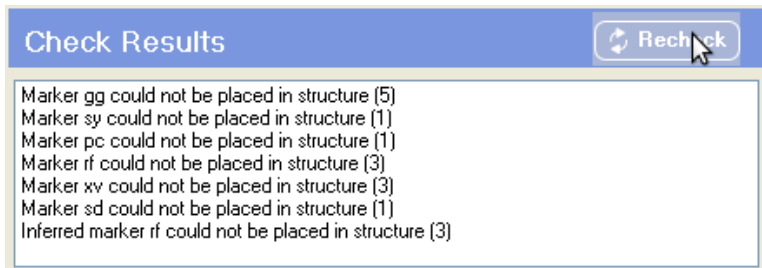 Check Results
Recheck
Marker gg could not be placed in structure (5)
Marker sy could not be placed in structure (1)
Marker pc could not be placed in structure (1)
Marker rf could not be placed in structure (3)
Marker xv could not be placed in structure (3)
Marker sd could not be placed in structure (1)
Inferred marker rf could not be placed in structure (3)